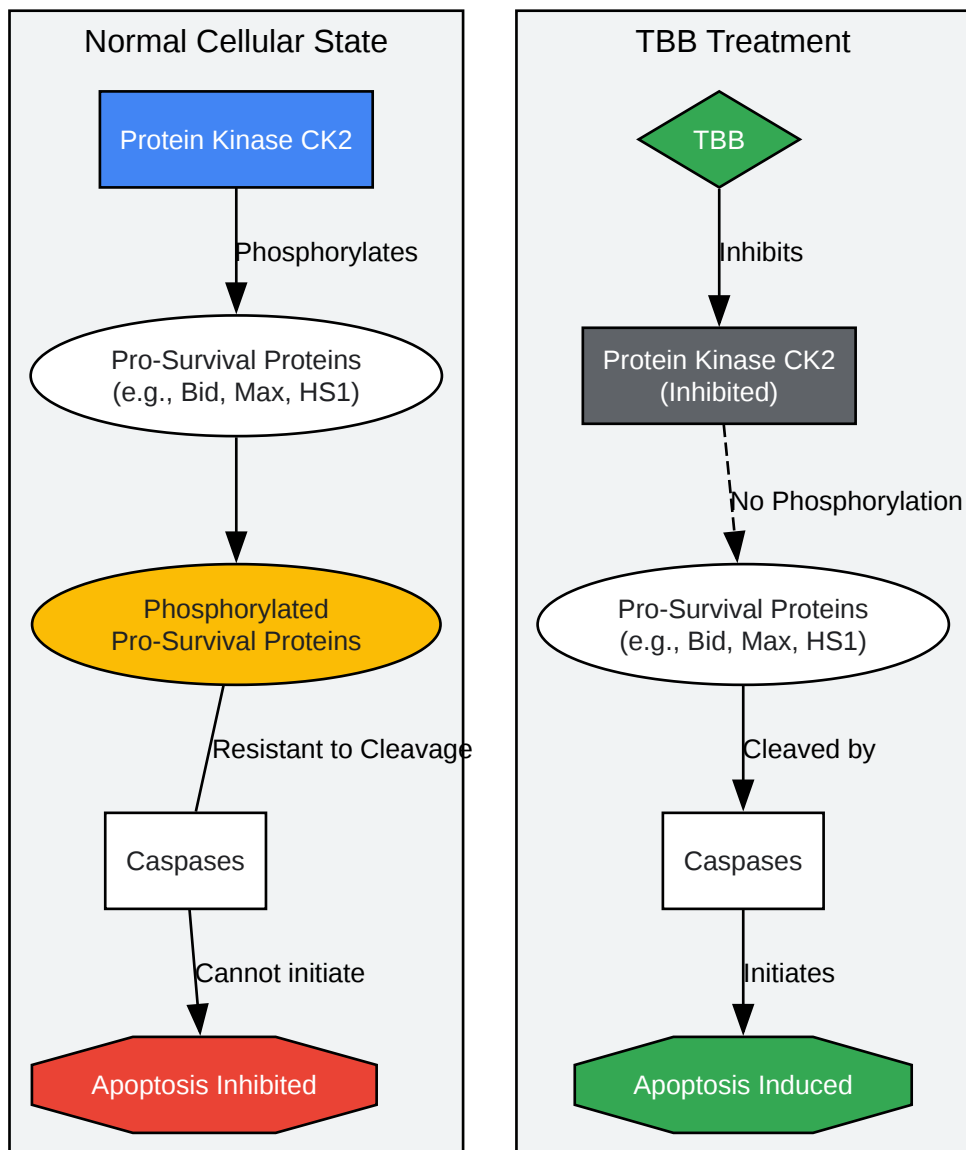 Normal Cellular State
Protein Kinase CK2
Phosphorylates
Pro-Survival Proteins
(e.g., Bid, Max, HS1)
Phosphorylated
Pro-Survival Proteins
Resistant to Cleavage
Caspases
Cannot initiate
Apoptosis Inhibited
TBB Treatment
TBB
Inhibits
Protein Kinase CK2
(Inhibited)
No Phosphorylation
Pro-Survival Proteins
(e.g., Bid, Max, HS1)
Cleaved by
Caspases
Initiates
Apoptosis Induced